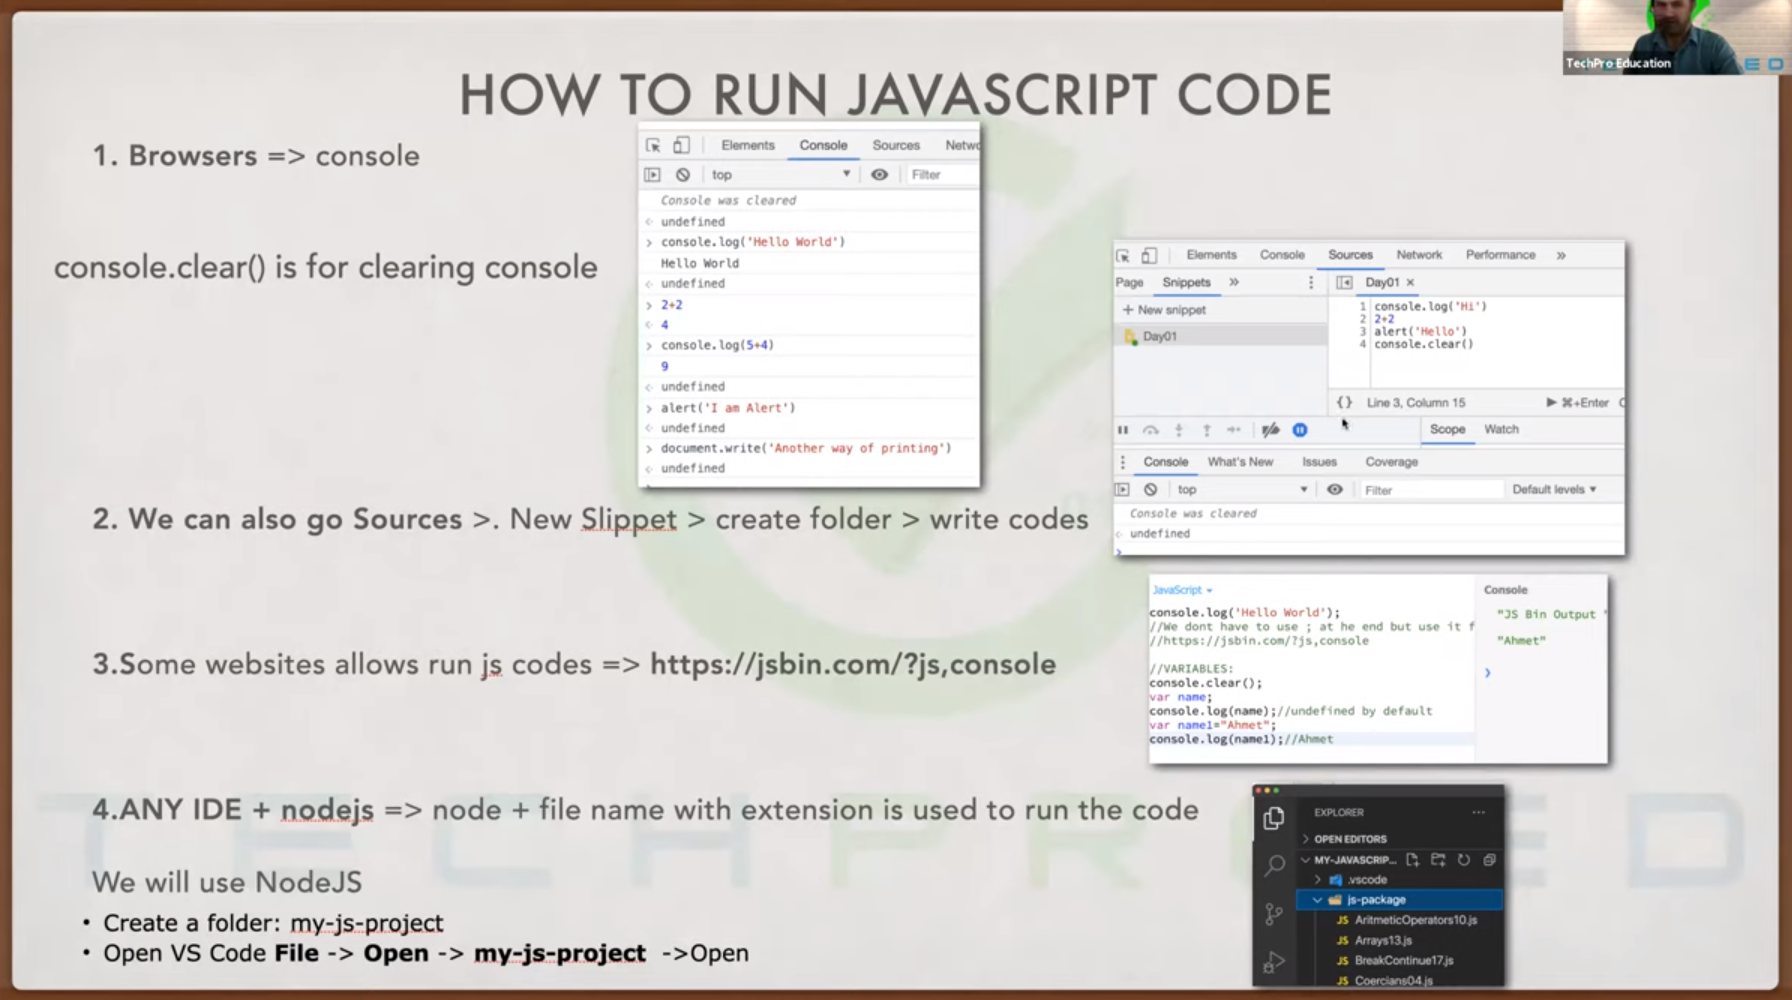 TechPro Education
HOW TO RUN JAVASCRIPT CODE
1. Browsers => console
console.clear() is for clearing console
Elements Console Sources Netwo
top Filter
Console was cleared
undefined
console.log('Hello World')
Hello World
undefined
2+2
4
console.log(5+4)
9
undefined
alert('I am Alert')
undefined
document.write('Another way of printing')
undefined
Elements Console Sources Network Performance »
Page Snippets » Day01 ×
+ New snippet
Day01
1 console.log('Hi')
2 2+2
3 alert('Hello')
4 console.clear()
{} Line 3, Column 15 ⌘+Enter
Scope Watch
Console What's New Issues Coverage
top Filter Default levels
Console was cleared
undefined
2. We can also go Sources >. New Slippet > create folder > write codes
JavaScript
console.log('Hello World');
//We dont have to use ; at he end but use it f
//https://jsbin.com/?js,console
//VARIABLES:
console.clear();
var name;
console.log(name);//undefined by default
var name1="Ahmet";
console.log(name1);//Ahmet
Console
"JS Bin Output "
"Ahmet"
3.Some websites allows run js codes => https://jsbin.com/?js,console
4.ANY IDE + nodejs => node + file name with extension is used to run the code
We will use NodeJS
• Create a folder: my-js-project
• Open VS Code File -> Open -> my-js-project ->Open
EXPLORER ...
OPEN EDITORS
MY-JAVASCRIP...
.vscode
js-package
JS AritmeticOperators10.js
JS Arrays13.js
JS BreakContinue17.js
JS Coercians04.js
TECHPROED